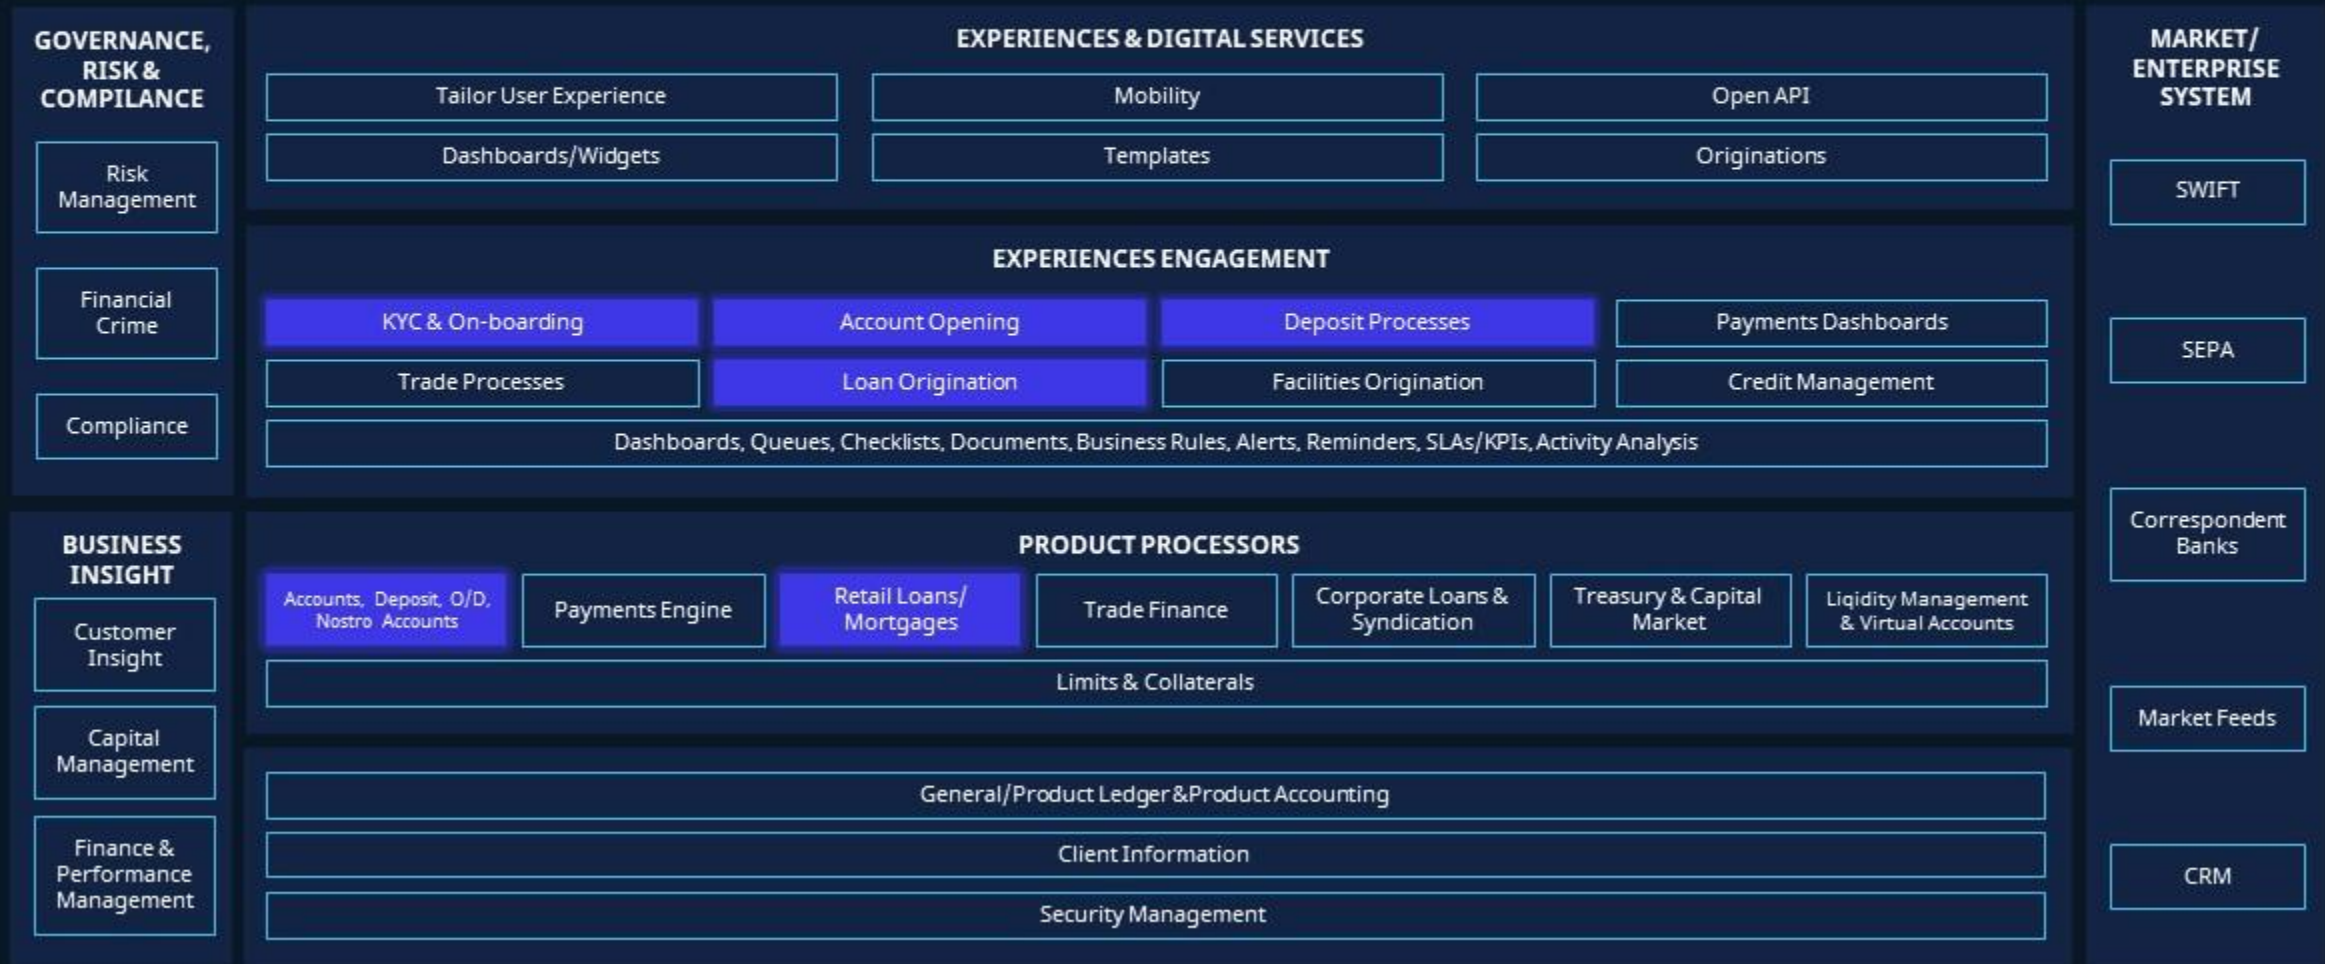 GOVERNANCE,
RISK &
COMPILANCE
Risk
Management
Financial
Crime
Compliance
BUSINESS
INSIGHT
Customer
Insight
Capital
Management
Finance &
Performance
Management
EXPERIENCES & DIGITAL SERVICES
Tailor User Experience
Mobility
Open API
Dashboards/Widgets
Templates
Originations
EXPERIENCES ENGAGEMENT
KYC & On-boarding
Account Opening
Deposit Processes
Payments Dashboards
Trade Processes
Loan Origination
Facilities Origination
Credit Management
Dashboards, Queues, Checklists, Documents, Business Rules, Alerts, Reminders, SLAs/KPIs, Activity Analysis
PRODUCT PROCESSORS
Accounts, Deposit, O/D,
Nostro Accounts
Payments Engine
Retail Loans/
Mortgages
Trade Finance
Corporate Loans &
Syndication
Treasury & Capital
Market
Liqidity Management
& Virtual Accounts
Limits & Collaterals
General/Product Ledger&Product Accounting
Client Information
Security Management
MARKET/
ENTERPRISE
SYSTEM
SWIFT
SEPA
Correspondent
Banks
Market Feeds
CRM